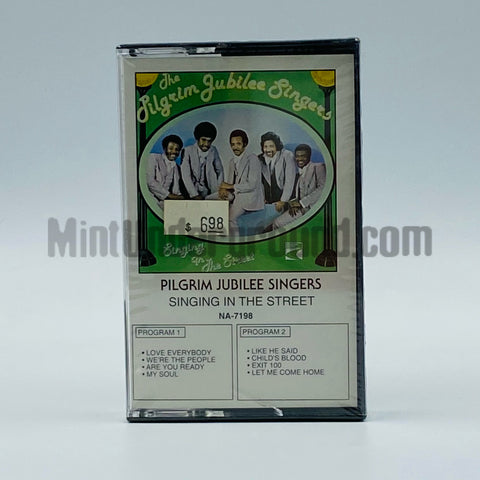 The
Pilgrim Jubilee Singers
$ 6.98
Singing
in The Street
MintUnderground.com
PILGRIM JUBILEE SINGERS
SINGING IN THE STREET
NA-7198
PROGRAM 1
• LOVE EVERYBODY
• WE'RE THE PEOPLE
• ARE YOU READY
• MY SOUL
PROGRAM 2
• LIKE HE SAID
• CHILD'S BLOOD
• EXIT 100
• LET ME COME HOME